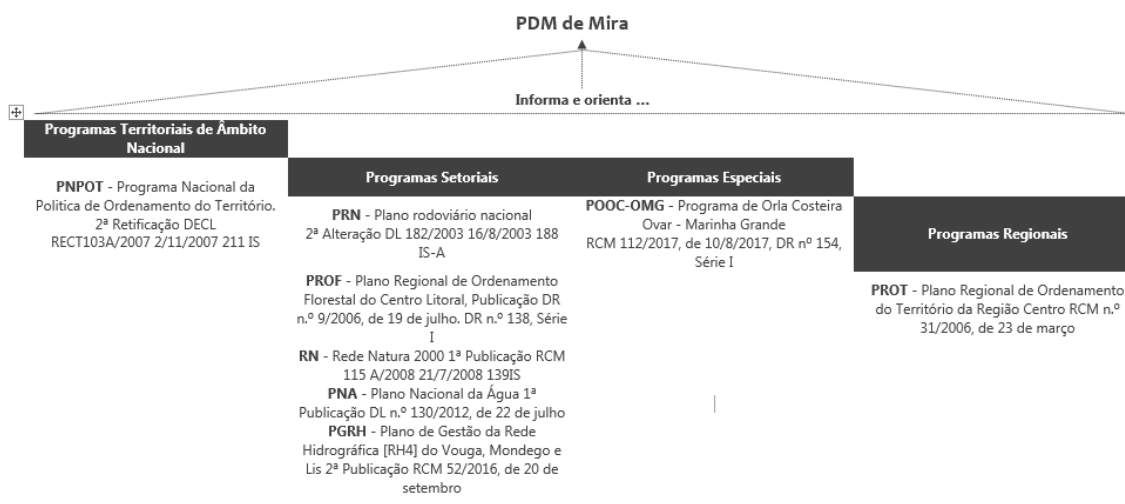 PDM de Mira
Informa e orienta ...
Programas Territoriais de Âmbito
Nacional
PNPOT - Programa Nacional da
Politica de Ordenamento do Território.
2ª Retificação DECL
RECT103A/2007 2/11/2007 211 IS
Programas Setoriais
PRN - Plano rodoviário nacional
2ª Alteração DL 182/2003 16/8/2003 188
IS-A
PROF - Plano Regional de Ordenamento
Florestal do Centro Litoral, Publicação DR
n.º 9/2006, de 19 de julho. DR n.º 138, Série
I
RN - Rede Natura 2000 1ª Publicação RCM
115 A/2008 21/7/2008 139IS
PNA - Plano Nacional da Água 1ª
Publicação DL n.º 130/2012, de 22 de julho
PGRH - Plano de Gestão da Rede
Hidrográfica [RH4] do Vouga, Mondego e
Lis 2ª Publicação RCM 52/2016, de 20 de
setembro
Programas Especiais
POOC-OMG - Programa de Orla Costeira
Ovar - Marinha Grande
RCM 112/2017, de 10/8/2017, DR nº 154,
Série I
Programas Regionais
PROT - Plano Regional de Ordenamento
do Território da Região Centro RCM n.º
31/2006, de 23 de março